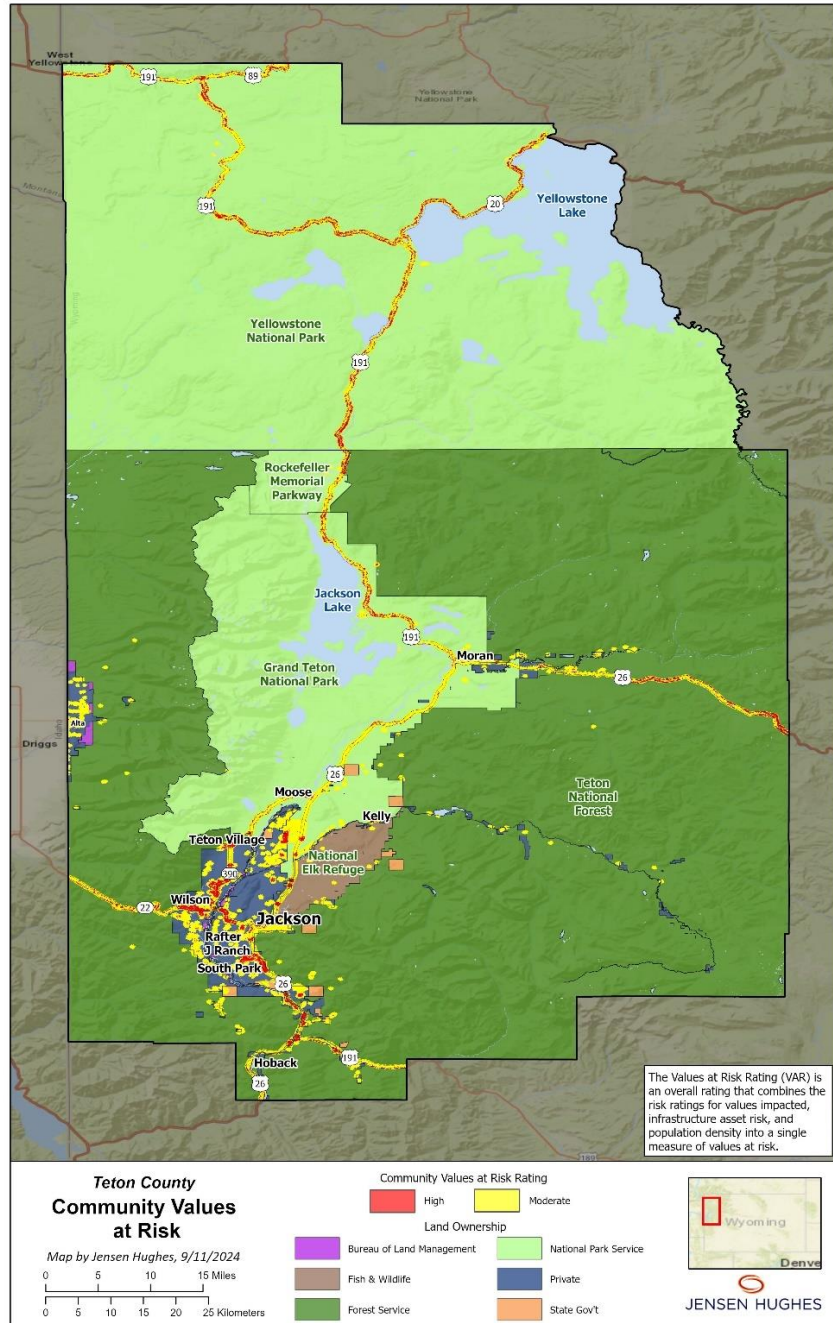 West
Yellowstone
191
89
Yellowstone
National Park
Montana
191
20
Yellowstone
Lake
Wyoming
Yellowstone
National Park
191
Rockefeller
Memorial
Parkway
Jackson
Lake
191
Moran
Grand Teton
National Park
26
Alta
Idaho
Driggs
26
Moose
Teton
National
Forest
Kelly
Teton Village
National
Elk Refuge
390
Wilson
22
Jackson
Rafter
J Ranch
South Park
26
191
Hoback
26
189
The Values at Risk Rating (VAR) is
an overall rating that combines the
risk ratings for values impacted,
infrastructure asset risk, and
population density into a single
measure of values at risk.
Teton County
Community Values
at Risk
Map by Jensen Hughes, 9/11/2024
0 5 10 15 Miles
0 5 10 15 20 25 Kilometers
Community Values at Risk Rating
High
Moderate
Land Ownership
Bureau of Land Management
National Park Service
Fish & Wildlife
Private
Forest Service
State Gov't
Wyoming
Denve
JENSEN HUGHES